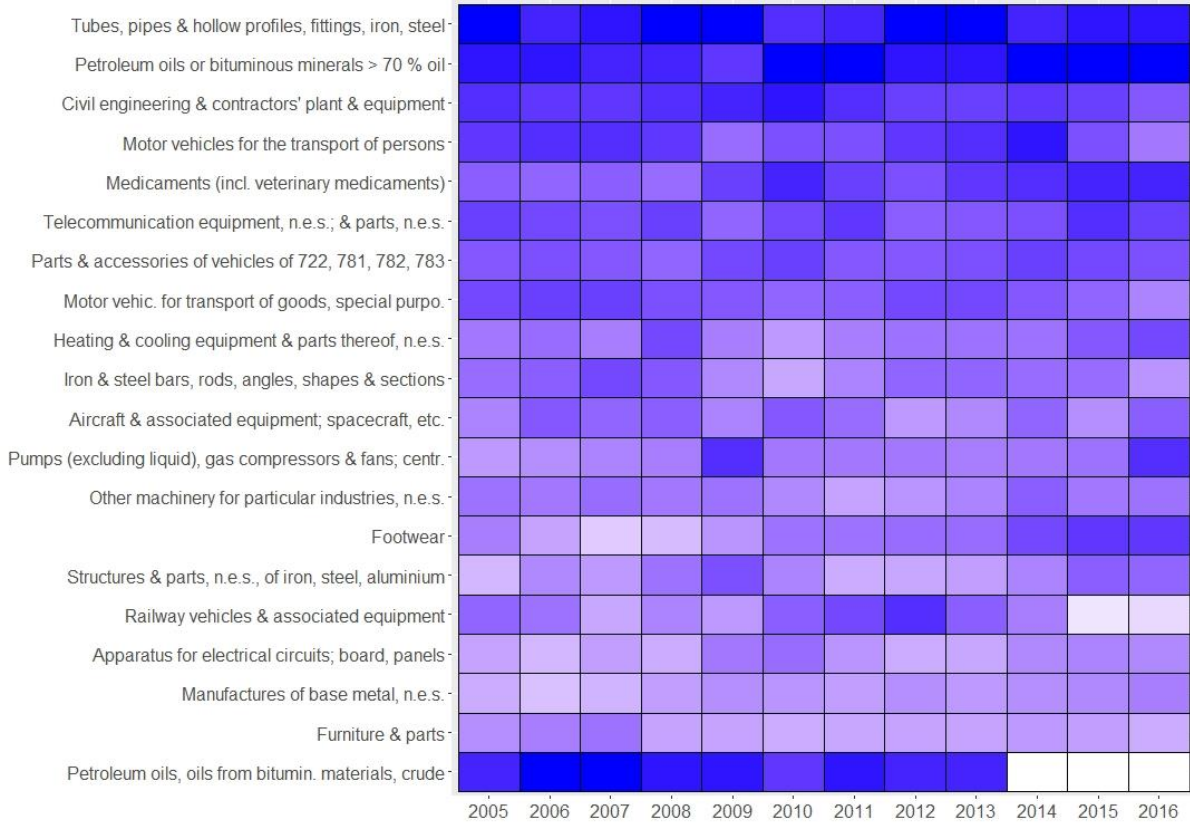 Tubes, pipes & hollow profiles, fittings, iron, steel
Petroleum oils or bituminous minerals > 70 % oil
Civil engineering & contractors' plant & equipment
Motor vehicles for the transport of persons
Medicaments (incl. veterinary medicaments)
Telecommunication equipment, n.e.s.; & parts, n.e.s.
Parts & accessories of vehicles of 722, 781, 782, 783
Motor vehic. for transport of goods, special purpo.
Heating & cooling equipment & parts thereof, n.e.s.
Iron & steel bars, rods, angles, shapes & sections
Aircraft & associated equipment; spacecraft, etc.
Pumps (excluding liquid), gas compressors & fans; centr.
Other machinery for particular industries, n.e.s.
Footwear
Structures & parts, n.e.s., of iron, steel, aluminium
Railway vehicles & associated equipment
Apparatus for electrical circuits; board, panels
Manufactures of base metal, n.e.s.
Furniture & parts
Petroleum oils, oils from bitumin. materials, crude
2005 2006 2007 2008 2009 2010 2011 2012 2013 2014 2015 2016